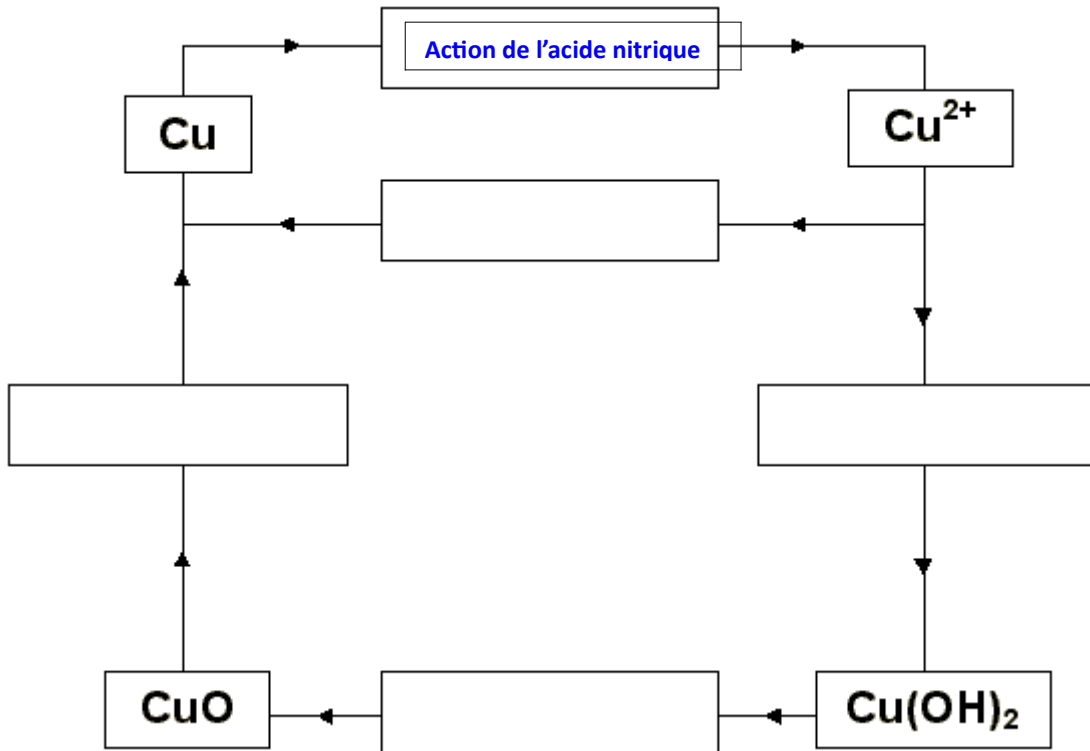 Action de l’acide nitrique
Cu
Cu²⁺
CuO
Cu(OH)₂